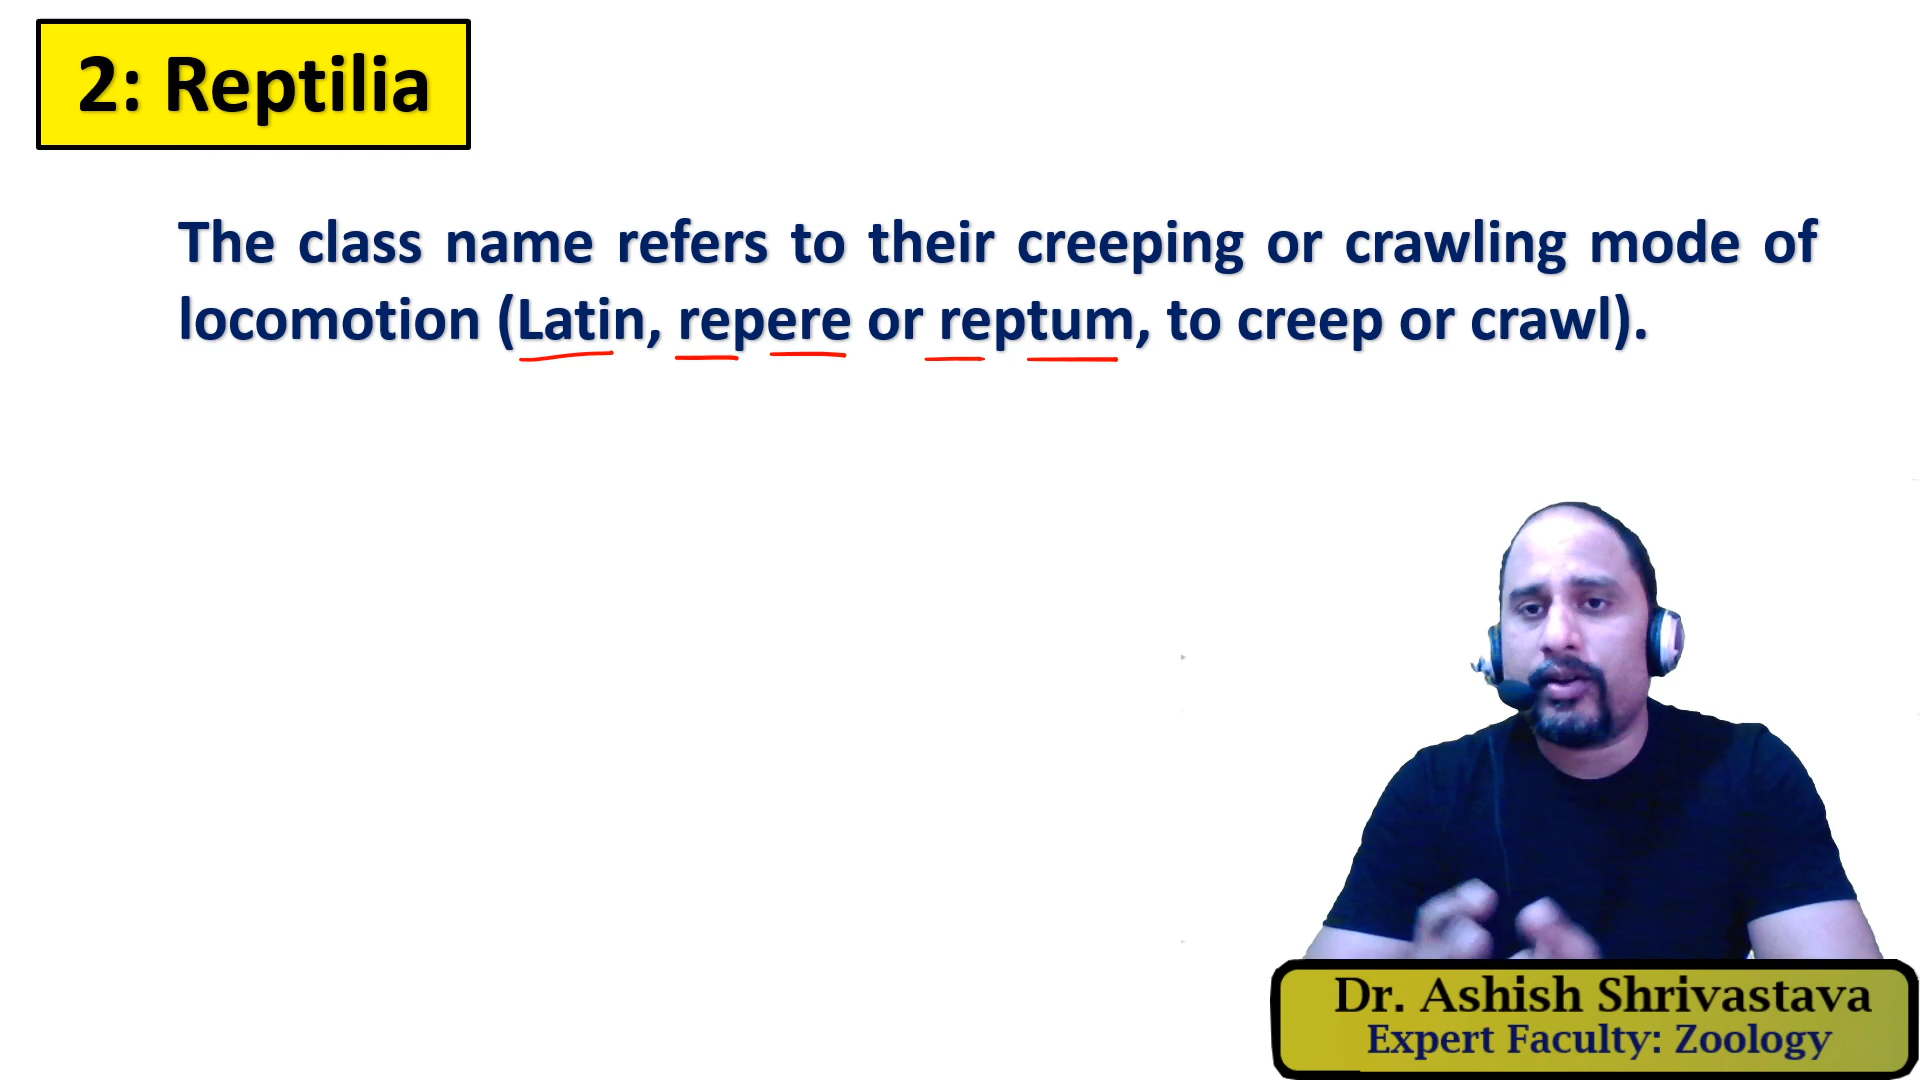 2: Reptilia
The class name refers to their creeping or crawling mode of
locomotion (Latin, repere or reptum, to creep or crawl).
Dr. Ashish Shrivastava
Expert Faculty: Zoology